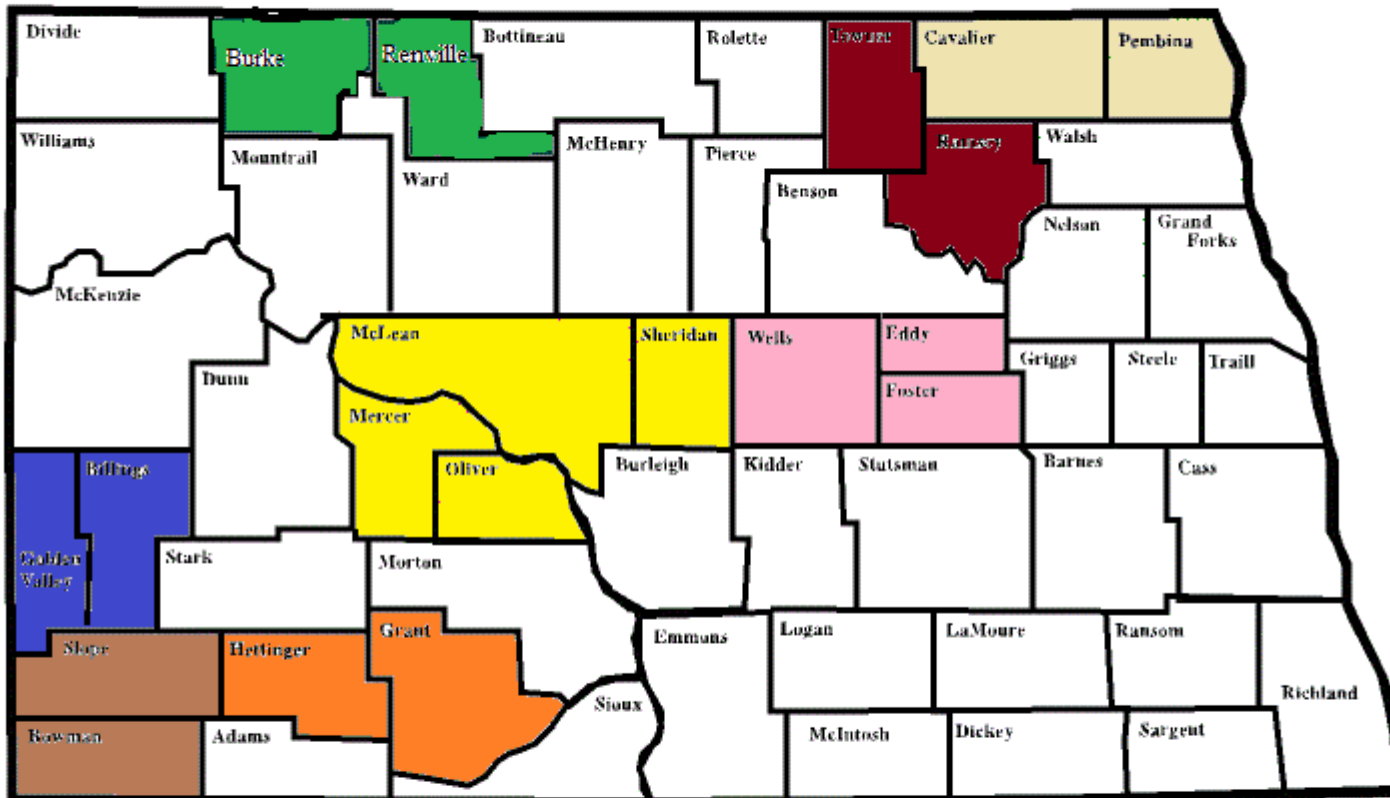 Divide
Burke
Renville
Bottineau
Rolette
Cavalier
Pembina
Williams
Mountrail
Ward
McHenry
Pierce
Benson
Ramsey
Walsh
Nelson
Grand
Forks
McKenzie
Dunn
McLean
Sheridan
Wells
Eddy
Foster
Griggs
Steele
Traill
Mercer
Oliver
Burleigh
Kidder
Stutsman
Barnes
Cass
Billings
Golden
Valley
Stark
Morton
Slope
Hettinger
Grant
Sioux
Emmons
Logan
LaMoure
Ransom
Richland
Bowman
Adams
McIntosh
Dickey
Sargent